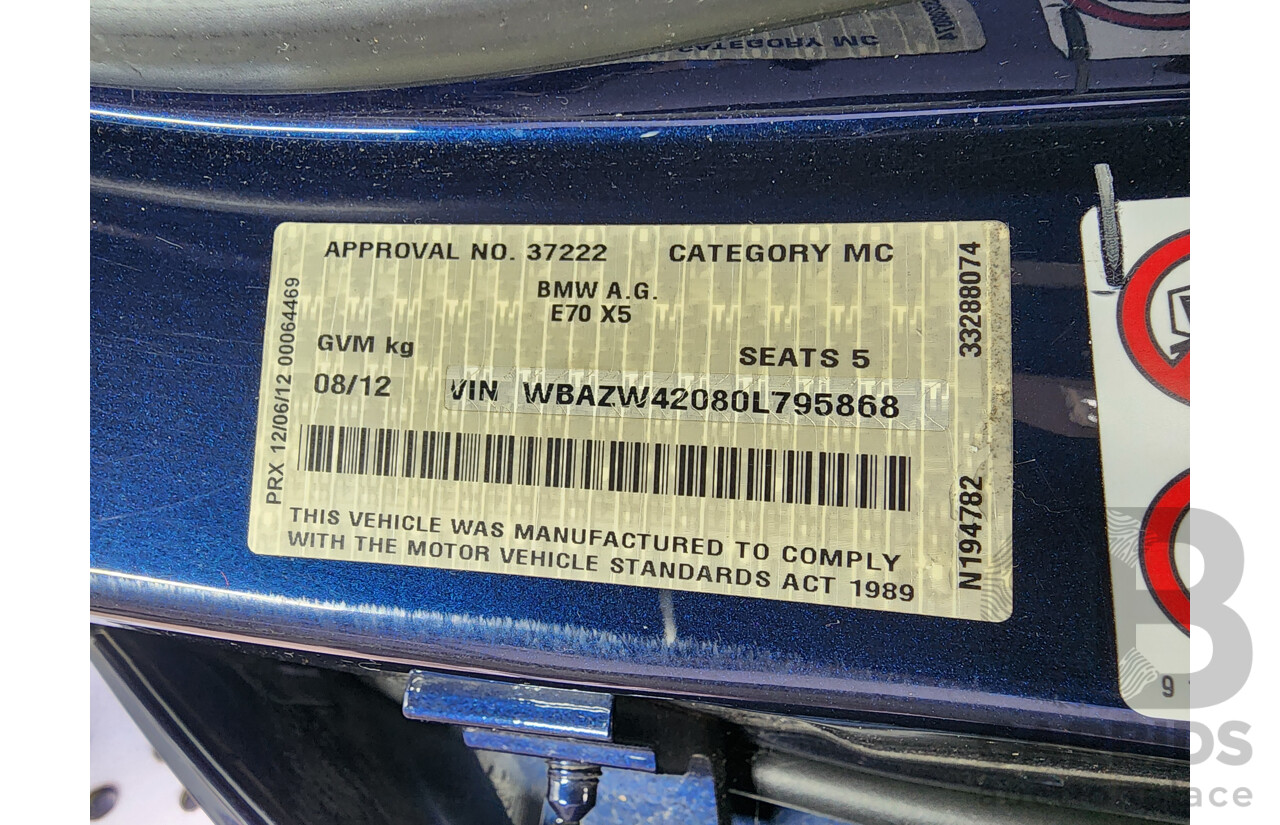 CATEGORY MC
APPROVAL NO. 37222 CATEGORY MC
BMW A.G.
E70 X5
GVM kg
SEATS 5
08/12 VIN WBAZW42080L795868
THIS VEHICLE WAS MANUFACTURED TO COMPLY
WITH THE MOTOR VEHICLE STANDARDS ACT 1989
PRX 12/06/12 00064469
33288074
N194782
9
B